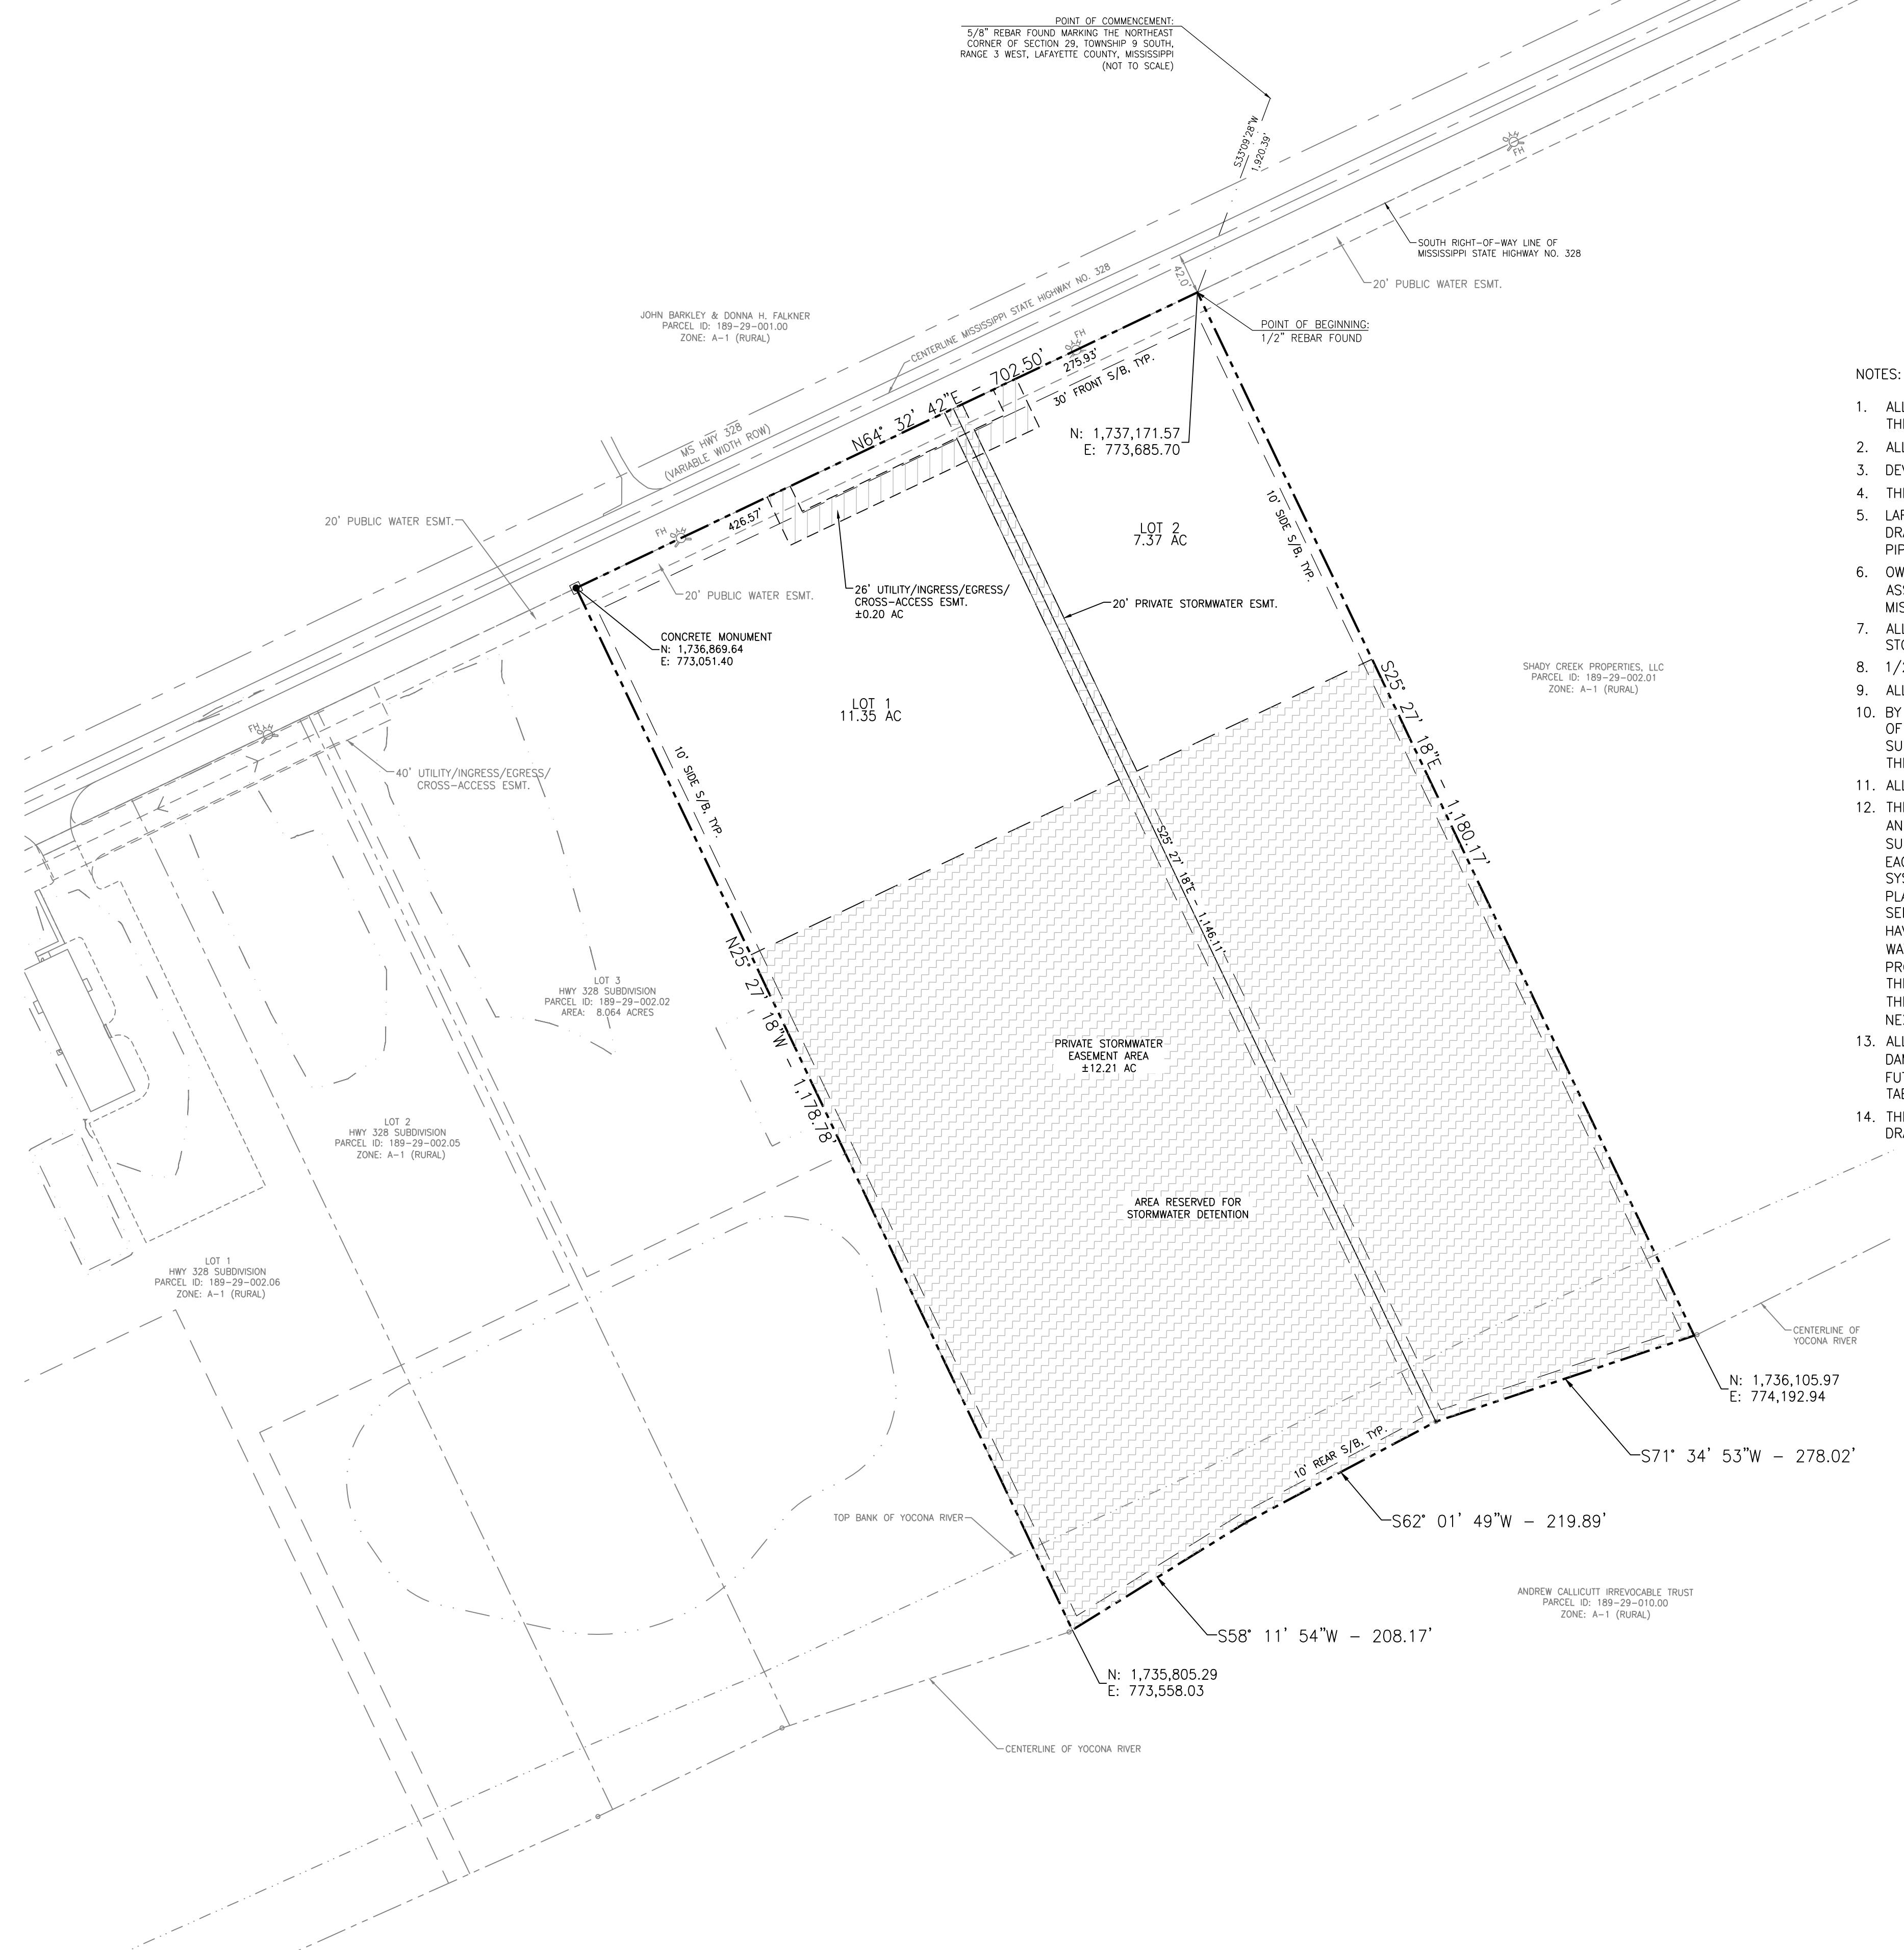 POINT OF COMMENCEMENT:
5/8" REBAR FOUND MARKING THE NORTHEAST
CORNER OF SECTION 29, TOWNSHIP 9 SOUTH,
RANGE 3 WEST, LAFAYETTE COUNTY, MISSISSIPPI
(NOT TO SCALE)
S33°09'28"W
1,920.39'
FH
SOUTH RIGHT-OF-WAY LINE OF
MISSISSIPPI STATE HIGHWAY NO. 328
20' PUBLIC WATER ESMT.
42.0'
CENTERLINE MISSISSIPPI STATE HIGHWAY NO. 328
JOHN BARKLEY & DONNA H. FALKNER
PARCEL ID: 189-29-001.00
ZONE: A-1 (RURAL)
POINT OF BEGINNING:
1/2" REBAR FOUND
FH
275.93'
30' FRONT S/B, TYP.
N64° 32' 42"E - 702.50'
MS HWY 328
(VARIABLE WIDTH ROW)
N: 1,737,171.57
E: 773,685.70
10' SIDE S/B, TYP.
LOT 2
7.37 AC
20' PUBLIC WATER ESMT.
FH
426.57'
20' PUBLIC WATER ESMT.
26' UTILITY/INGRESS/EGRESS/
CROSS-ACCESS ESMT.
±0.20 AC
20' PRIVATE STORMWATER ESMT.
CONCRETE MONUMENT
N: 1,736,869.64
E: 773,051.40
SHADY CREEK PROPERTIES, LLC
PARCEL ID: 189-29-002.01
ZONE: A-1 (RURAL)
LOT 1
11.35 AC
FH
40' UTILITY/INGRESS/EGRESS/
CROSS-ACCESS ESMT.
10' SIDE S/B, TYP.
S25° 27' 18"E - 1,180.17'
S25° 27' 18"E - 1,146.11'
N25° 27' 18"W - 1,178.78'
LOT 3
HWY 328 SUBDIVISION
PARCEL ID: 189-29-002.02
AREA: 8.064 ACRES
PRIVATE STORMWATER
EASEMENT AREA
±12.21 AC
LOT 2
HWY 328 SUBDIVISION
PARCEL ID: 189-29-002.05
ZONE: A-1 (RURAL)
AREA RESERVED FOR
STORMWATER DETENTION
LOT 1
HWY 328 SUBDIVISION
PARCEL ID: 189-29-002.06
ZONE: A-1 (RURAL)
CENTERLINE OF
YOCONA RIVER
N: 1,736,105.97
E: 774,192.94
10' REAR S/B, TYP.
S71° 34' 53"W - 278.02'
S62° 01' 49"W - 219.89'
TOP BANK OF YOCONA RIVER
ANDREW CALLICUTT IRREVOCABLE TRUST
PARCEL ID: 189-29-010.00
ZONE: A-1 (RURAL)
S58° 11' 54"W - 208.17'
N: 1,735,805.29
E: 773,558.03
CENTERLINE OF YOCONA RIVER
NOTES:
1.
2.
3.
4.
5.
6.
7.
8. 1/
9.
10. BY
OF
11.
12.
13.
14.